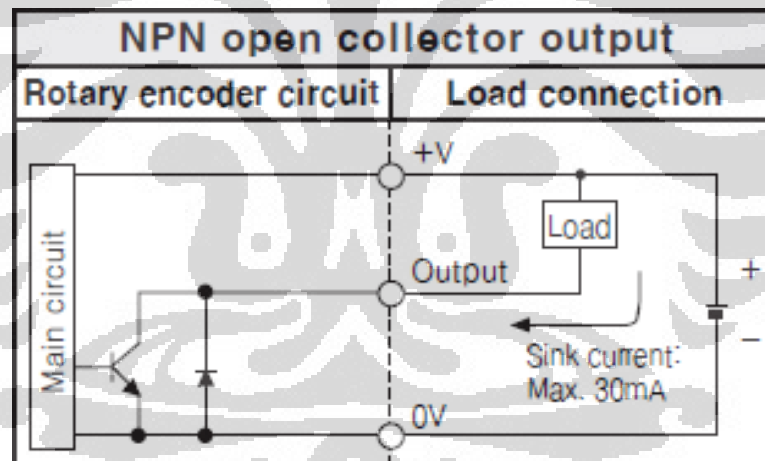 NPN open collector output
Rotary encoder circuit
Load connection
+V
Load
Main circuit
Output
+
Sink current:
Max. 30mA
−
0V